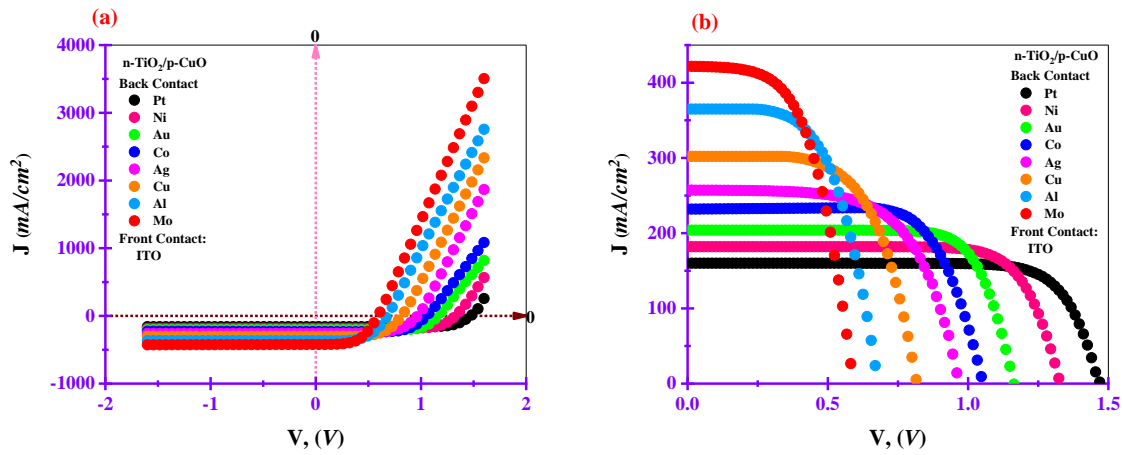 (a)
0
4000
3000
2000
1000
0
-1000
-2
-1
0
1
2
J (mA/cm²)
V, (V)
n-TiO₂/p-CuO
Back Contact
Pt
Ni
Au
Co
Ag
Cu
Al
Mo
Front Contact:
ITO
0
(b)
400
300
200
100
0
0.0
0.5
1.0
1.5
J (mA/cm²)
V, (V)
n-TiO₂/p-CuO
Back Contact
Pt
Ni
Au
Co
Ag
Cu
Al
Mo
Front Contact:
ITO